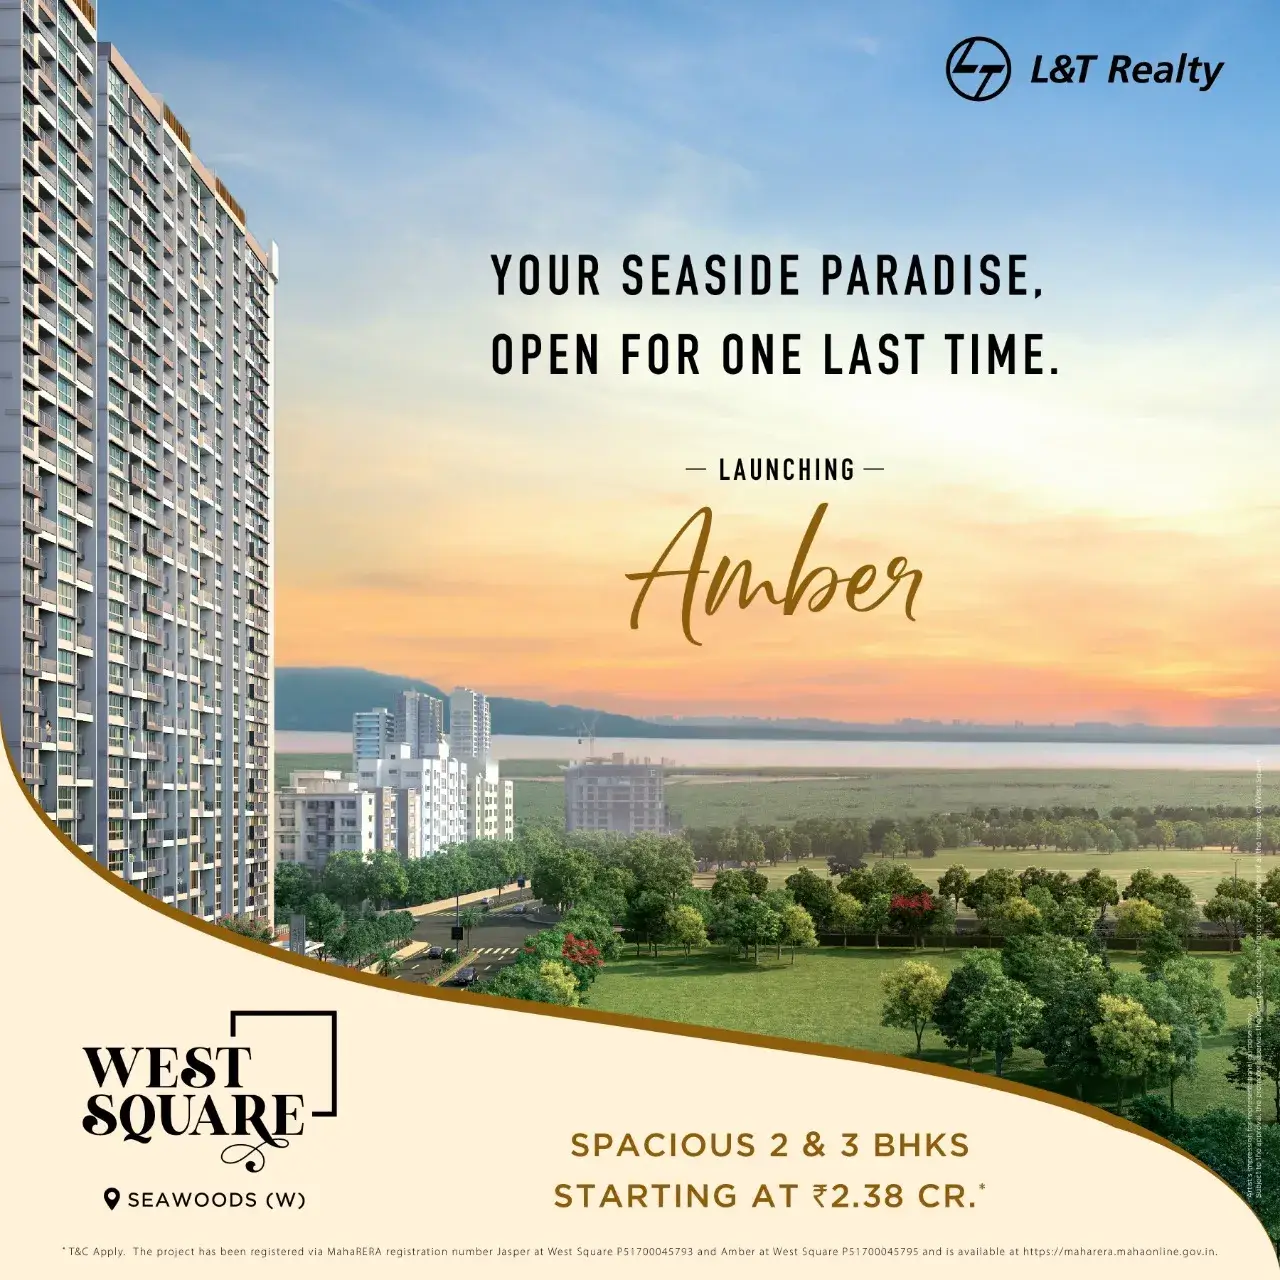 L&T Realty
YOUR SEASIDE PARADISE,
OPEN FOR ONE LAST TIME.
— LAUNCHING —
Amber
WEST
SQUARE
SEAWOODS (W)
SPACIOUS 2 & 3 BHKS
STARTING AT ₹2.38 CR.*
* T&C Apply. The project has been registered via MahaRERA registration number Jasper at West Square P51700045793 and Amber at West Square P51700045795 and is available at https://maharera.mahaonline.gov.in.